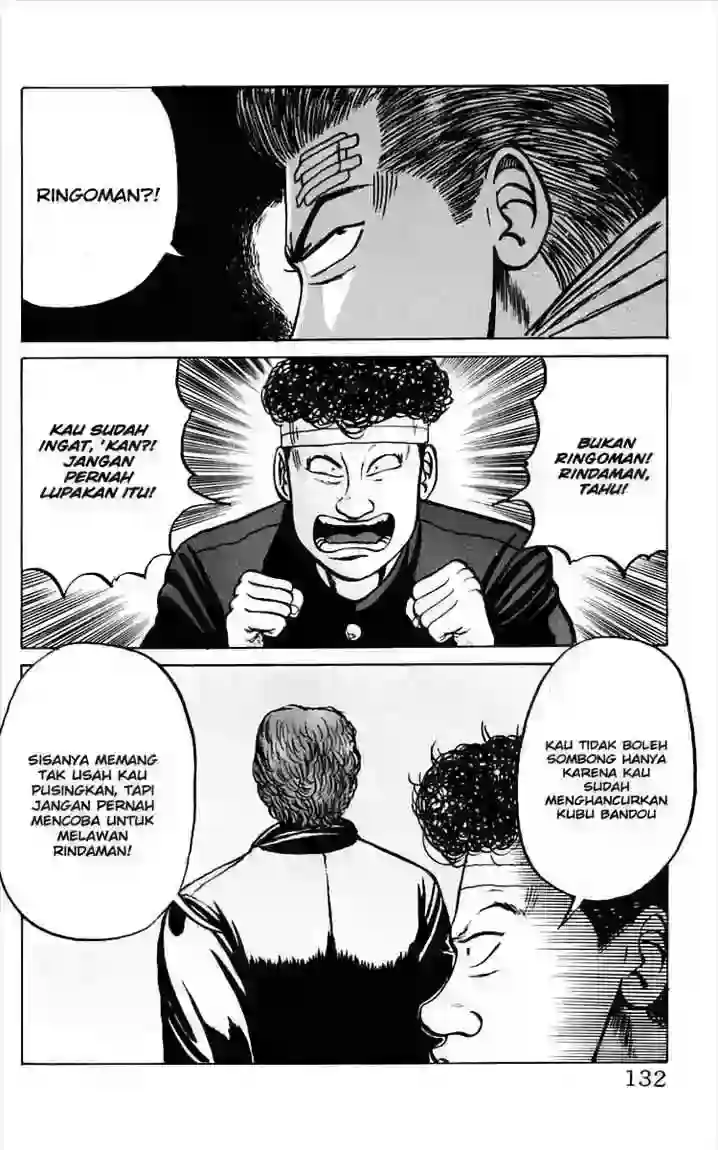 RINGOMAN?!
BUKAN
RINGOMAN!
RINDAMAN,
TAHU!
KAU SUDAH
INGAT, 'KAN?!
JANGAN
PERNAH
LUPAKAN ITU!
KAU TIDAK BOLEH
SOMBONG HANYA
KARENA KAU
SUDAH
MENGHANCURKAN
KUBU BANDOU
SISANYA MEMANG
TAK USAH KAU
PUSINGKAN, TAPI
JANGAN PERNAH
MENCOBA UNTUK
MELAWAN
RINDAMAN!
132